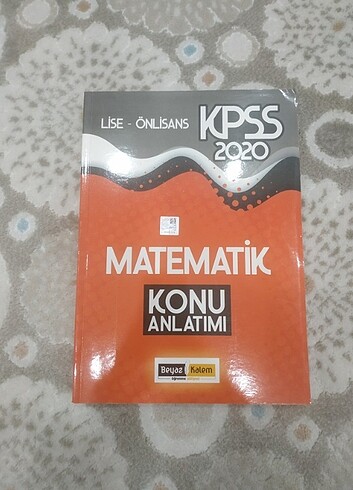 LİSE - ÖNLİSANS
KPSS
2020
MATEMATİK
KONU
ANLATIMI
Beyaz Kalem